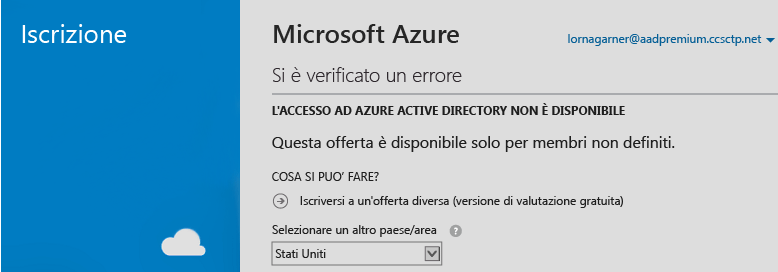 Iscrizione
Microsoft Azure
lornagarner@aadpremium.ccsctp.net
Si è verificato un errore
L'ACCESSO AD AZURE ACTIVE DIRECTORY NON È DISPONIBILE
Questa offerta è disponibile solo per membri non definiti.
COSA SI PUO' FARE?
Iscriversi a un'offerta diversa (versione di valutazione gratuita)
Selezionare un altro paese/area ?
Stati Uniti